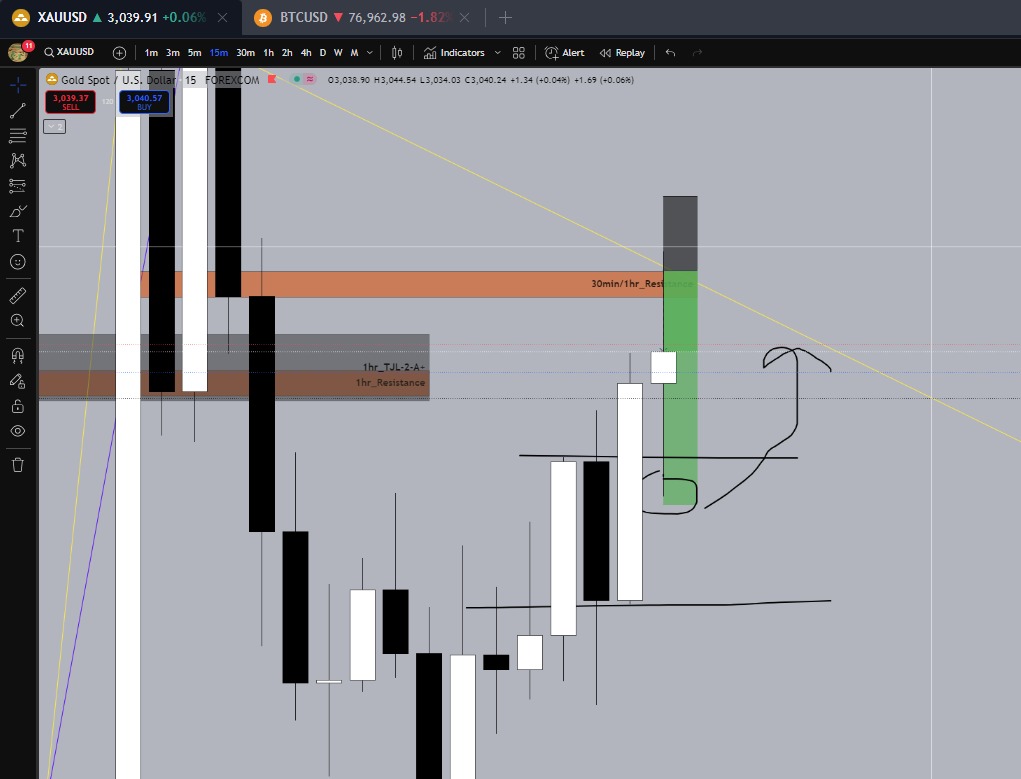 XAUUSD ▲ 3,039.91 +0.06% BTCUSD ▼ 76,962.98 −1.82%
11 XAUUSD 1m 3m 5m 15m 30m 1h 2h 4h D W M Indicators Alert Replay
Gold Spot / U.S. Dollar 15 FOREXCOM O3,038.90 H3,044.54 L3,034.03 C3,040.24 +1.34 (+0.04%) +1.69 (+0.06%)
3,039.37 120 3,040.57
SELL BUY
30min/1hr_Resistance
1hr_TJL-2-A+
1hr_Resistance